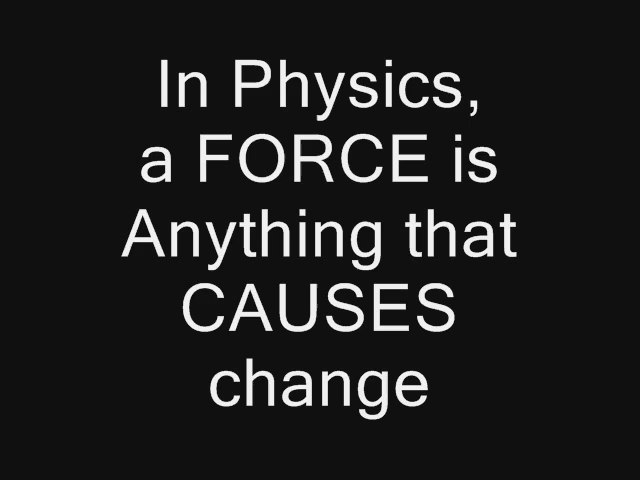 In Physics,
a FORCE is
Anything that
CAUSES
change